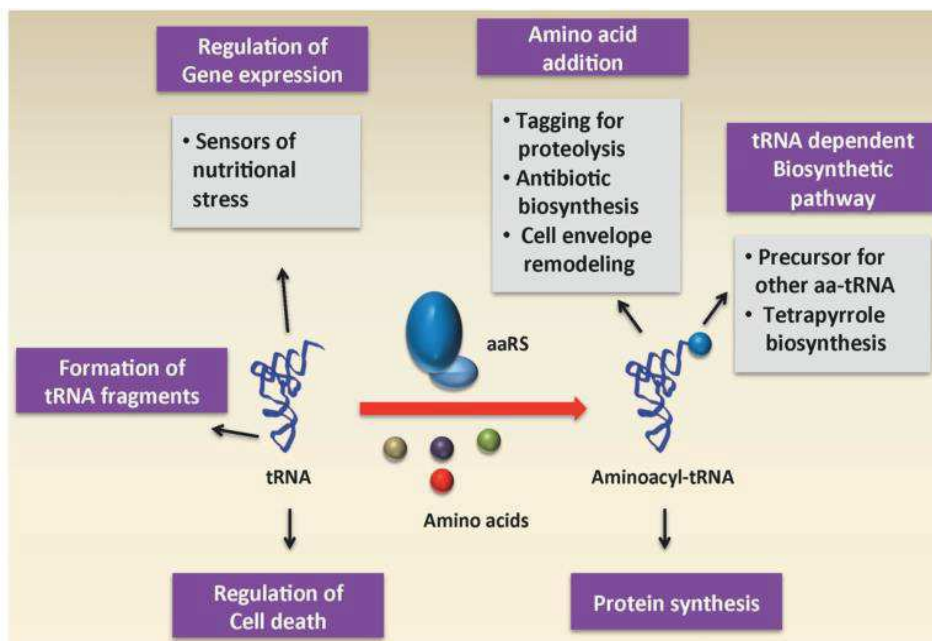 Regulation of
Gene expression
• Sensors of
nutritional
stress
Amino acid
addition
• Tagging for
proteolysis
• Antibiotic
biosynthesis
• Cell envelope
remodeling
tRNA dependent
Biosynthetic
pathway
• Precursor for
other aa-tRNA
• Tetrapyrrole
biosynthesis
Formation of
tRNA fragments
aaRS
tRNA
Amino acids
Aminoacyl-tRNA
Regulation of
Cell death
Protein synthesis